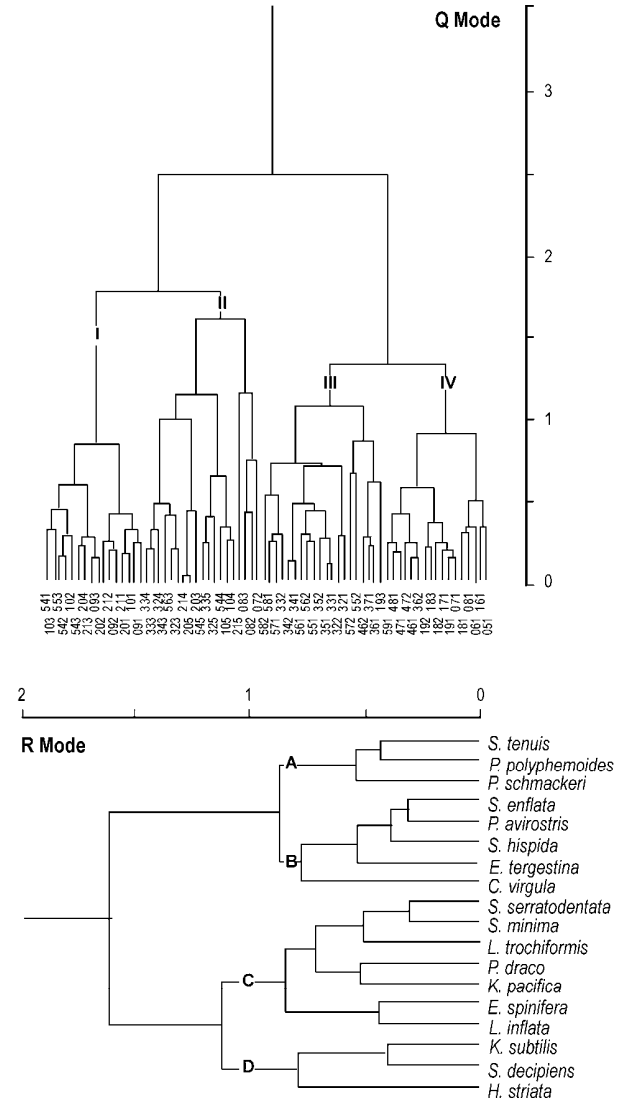 Q Mode
3
2
II
I
III
IV
1
0
541 553 102 204 093 212 211 101 334 324 563 214 203 335 544 104 083 072 581 332 341 562 352 331 321 552 371 193 481 472 362 183 171 071 081 161
103 542 543 213 202 092 201 091 333 343 323 205 545 325 105 215 082 582 571 342 561 551 351 322 572 462 361 591 471 461 192 182 191 181 061 051
2 1 0
R Mode
S. tenuis
A
P. polyphemoides
P. schmackeri
S. enflata
P. avirostris
S. hispida
B
E. tergestina
C. virgula
S. serratodentata
S. minima
L. trochiformis
P. draco
C
K. pacifica
E. spinifera
L. inflata
K. subtilis
D
S. decipiens
H. striata